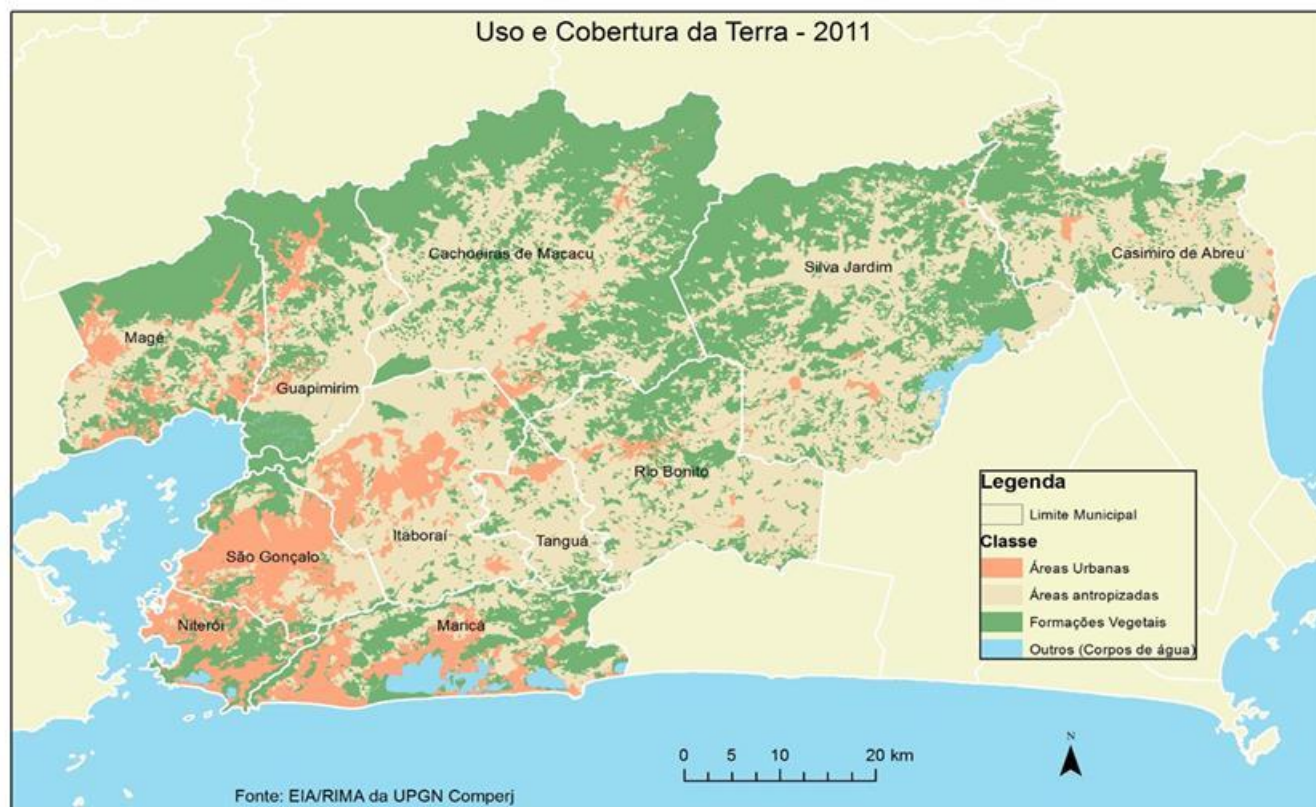 Uso e Cobertura da Terra - 2011
Cachoeiras de Macacu
Silva Jardim
Casimiro de Abreu
Magé
Guapimirim
Rio Bonito
Itaboraí
Tanguá
São Gonçalo
Niterói
Maricá
Legenda
Limite Municipal
Classe
Áreas Urbanas
Áreas antropizadas
Formações Vegetais
Outros (Corpos de água)
N
0 5 10 20 km
Fonte: EIA/RIMA da UPGN Comperj